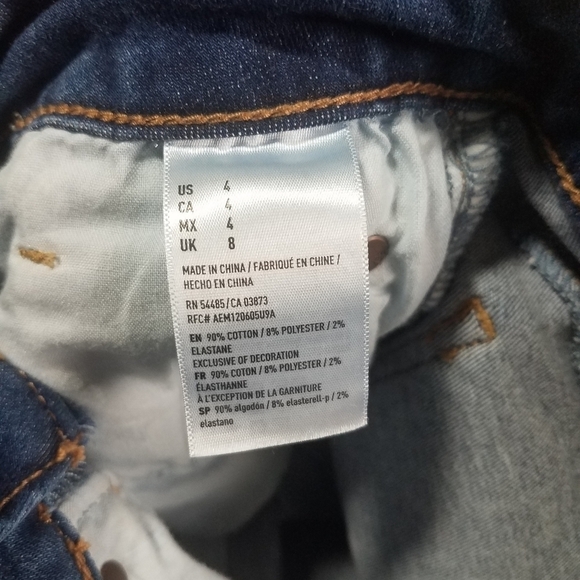 US 4
CA 4
MX 4
UK 8
MADE IN CHINA / FABRIQUÉ EN CHINE /
HECHO EN CHINA
RN 54485/CA 03873
RFC# AEM120605U9A
EN 90% COTTON / 8% POLYESTER / 2%
ELASTANE
EXCLUSIVE OF DECORATION
FR 90% COTON / 8% POLYESTER / 2%
ÉLASTHANNE
À L'EXCEPTION DE LA GARNITURE
SP 90% algodón / 8% elasterell-p / 2%
elastano